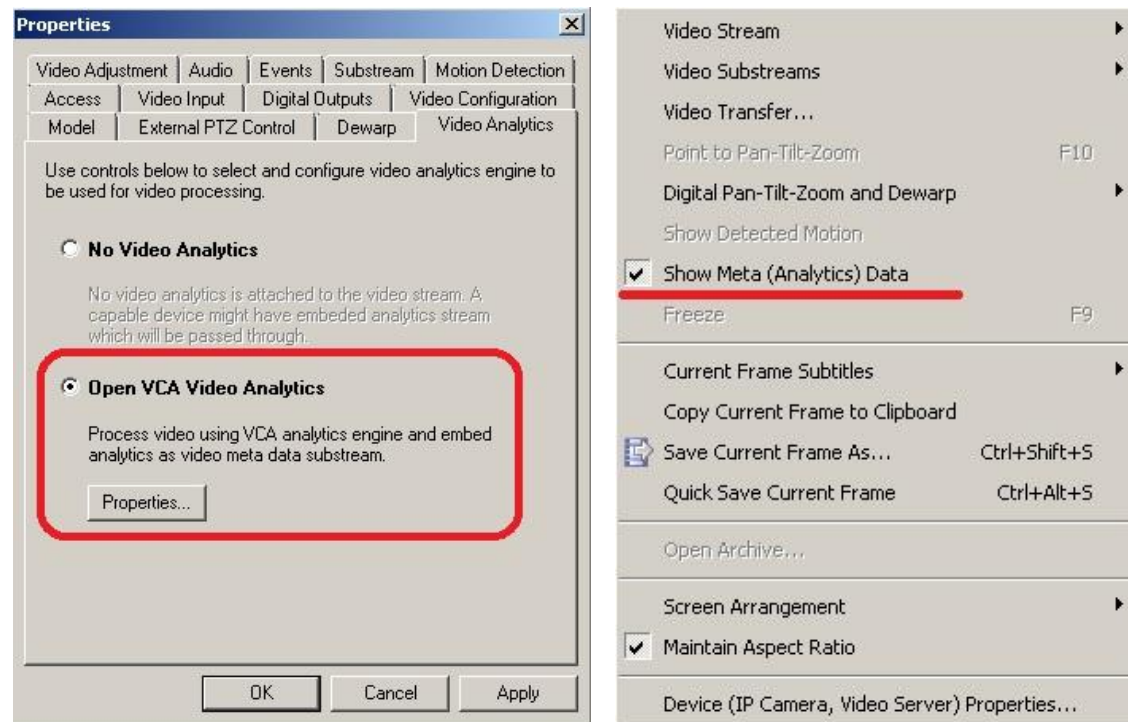 Properties
Video Adjustment Audio Events Substream Motion Detection
Access Video Input Digital Outputs Video Configuration
Model External PTZ Control Dewarp Video Analytics
Use controls below to select and configure video analytics engine to
be used for video processing.
No Video Analytics
No video analytics is attached to the video stream. A
capable device might have embeded analytics stream
which will be passed through.
Open VCA Video Analytics
Process video using VCA analytics engine and embed
analytics as video meta data substream.
Properties...
OK Cancel Apply
Video Stream
Video Substreams
Video Transfer...
Point to Pan-Tilt-Zoom F10
Digital Pan-Tilt-Zoom and Dewarp
Show Detected Motion
Show Meta (Analytics) Data
Freeze F9
Current Frame Subtitles
Copy Current Frame to Clipboard
Save Current Frame As... Ctrl+Shift+S
Quick Save Current Frame Ctrl+Alt+S
Open Archive...
Screen Arrangement
Maintain Aspect Ratio
Device (IP Camera, Video Server) Properties...